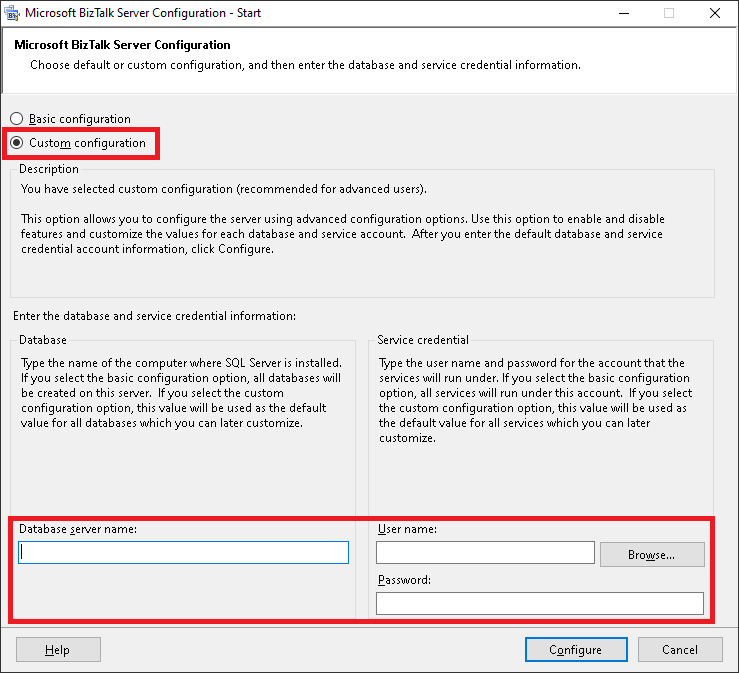 Microsoft BizTalk Server Configuration - Start
Microsoft BizTalk Server Configuration
Choose default or custom configuration, and then enter the database and service credential information.
Basic configuration
Custom configuration
Description
You have selected custom configuration (recommended for advanced users).
This option allows you to configure the server using advanced configuration options. Use this option to enable and disable
features and customize the values for each database and service account.  After you enter the default database and service
credential account information, click Configure.
Enter the database and service credential information:
Database
Type the name of the computer where SQL Server is installed.
If you select the basic configuration option, all databases will
be created on this server.  If you select the custom
configuration option, this value will be used as the default
value for all databases which you can later customize.
Service credential
Type the user name and password for the account that the
services will run under. If you select the basic configuration
option, all services will run under this account.  If you select
the custom configuration option, this value will be used as
the default value for all services which you can later
customize.
Database server name:
User name:
Browse...
Password:
Help
Configure
Cancel